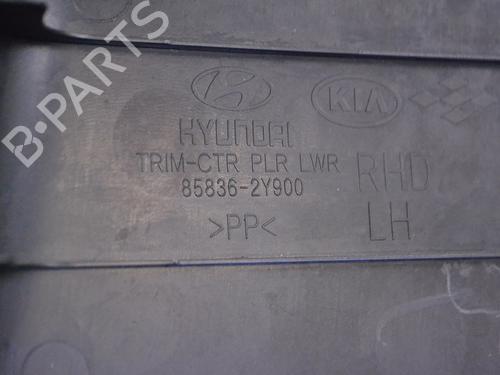 B-PARTS
KIA
HYUNDAI
TRIM-CTR PLR LWR
85836-2Y900
>PP<
RHD
LH